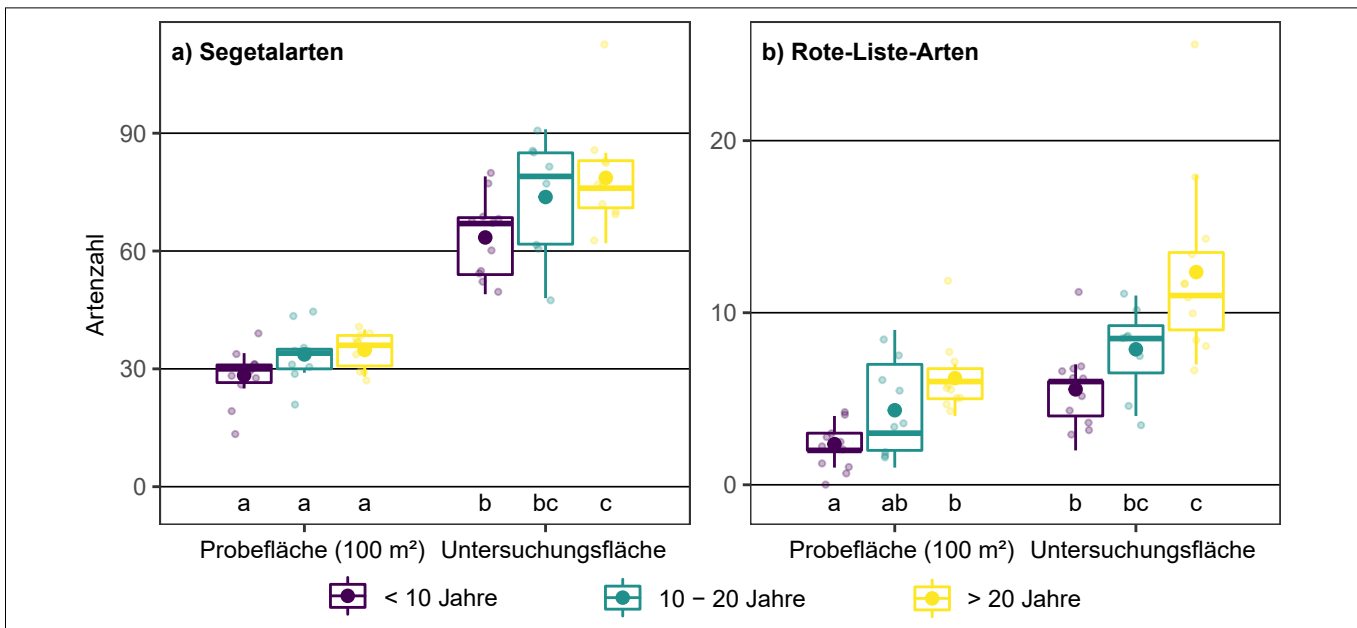 a) Segetalarten
b) Rote-Liste-Arten
Artenzahl
90
60
30
0
20
10
0
a a a b bc c
a ab b b bc c
Probefläche (100 m²) Untersuchungsfläche
Probefläche (100 m²) Untersuchungsfläche
< 10 Jahre 10 − 20 Jahre > 20 Jahre